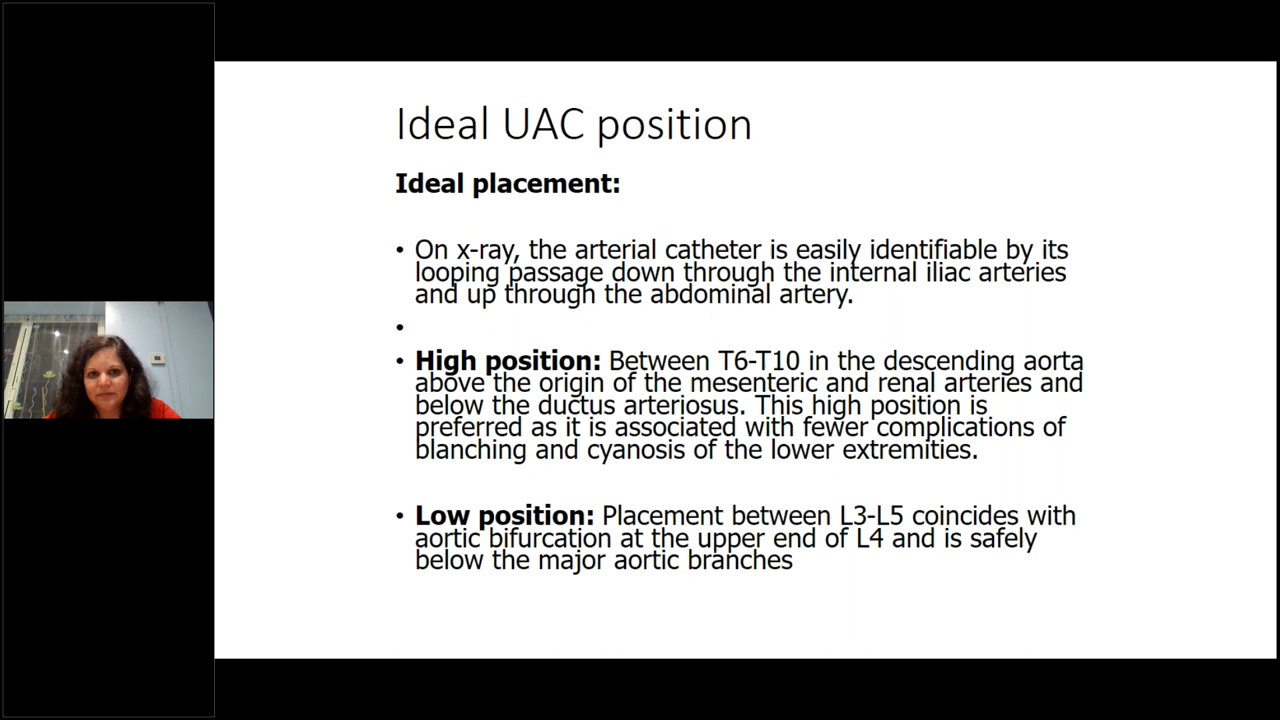 Ideal UAC position
Ideal placement:
• On x-ray, the arterial catheter is easily identifiable by its
looping passage down through the internal iliac arteries
and up through the abdominal artery.
•
• High position: Between T6-T10 in the descending aorta
above the origin of the mesenteric and renal arteries and
below the ductus arteriosus. This high position is
preferred as it is associated with fewer complications of
blanching and cyanosis of the lower extremities.
• Low position: Placement between L3-L5 coincides with
aortic bifurcation at the upper end of L4 and is safely
below the major aortic branches